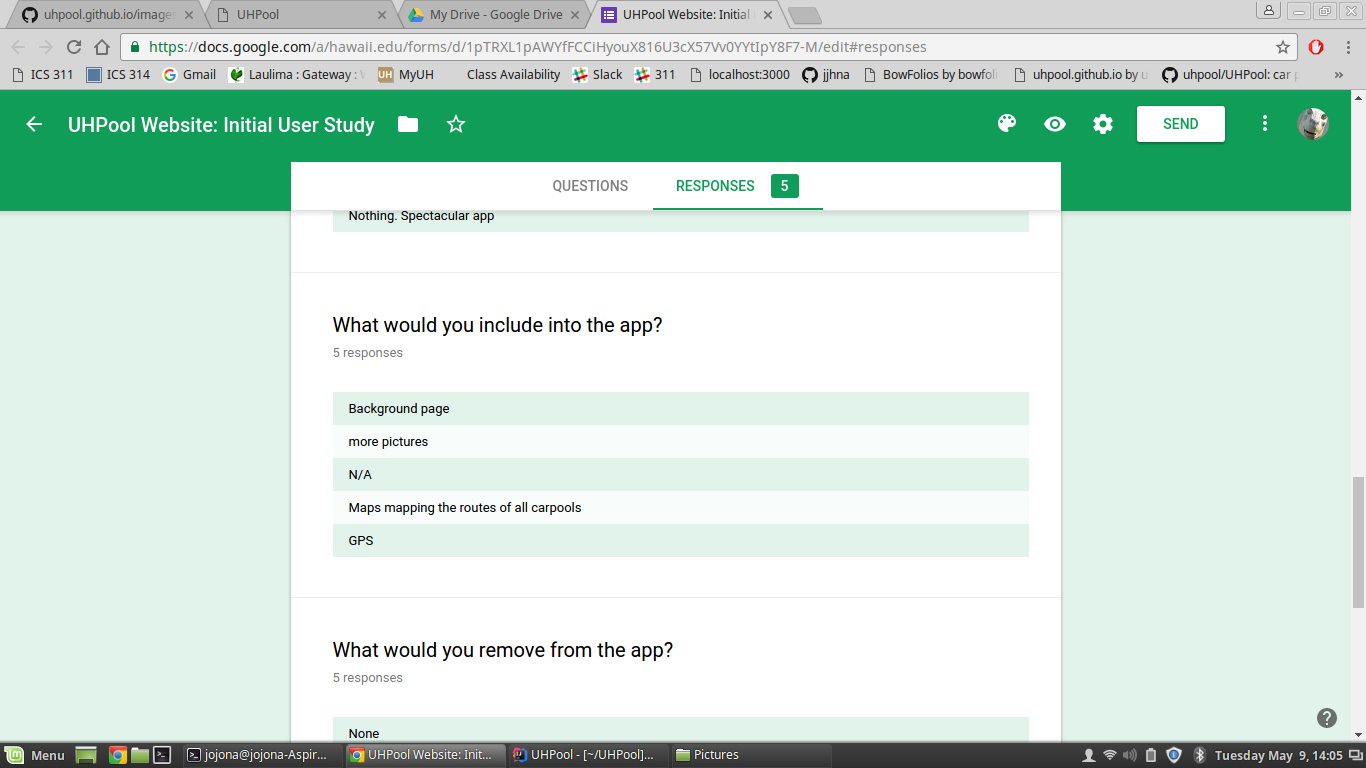 uhpool.github.io/images
UHPool
My Drive - Google Drive
UHPool Website: Initial
https://docs.google.com/a/hawaii.edu/forms/d/1pTRXL1pAWYfFCCiHyouX816U3cX57Vv0YYtIpY8F7-M/edit#responses
ICS 311
ICS 314
Gmail
Laulima : Gateway :
UH MyUH
Class Availability
Slack
311
localhost:3000
jjhna
BowFolios by bowfoli
uhpool.github.io by u
uhpool/UHPool: car p
»
UHPool Website: Initial User Study
SEND
QUESTIONS
RESPONSES 5
Nothing. Spectacular app
What would you include into the app?
5 responses
Background page
more pictures
N/A
Maps mapping the routes of all carpools
GPS
What would you remove from the app?
5 responses
None
?
Menu
jojona@jojona-Aspir...
UHPool Website: Init...
UHPool - [~/UHPool]...
Pictures
Tuesday May 9, 14:05